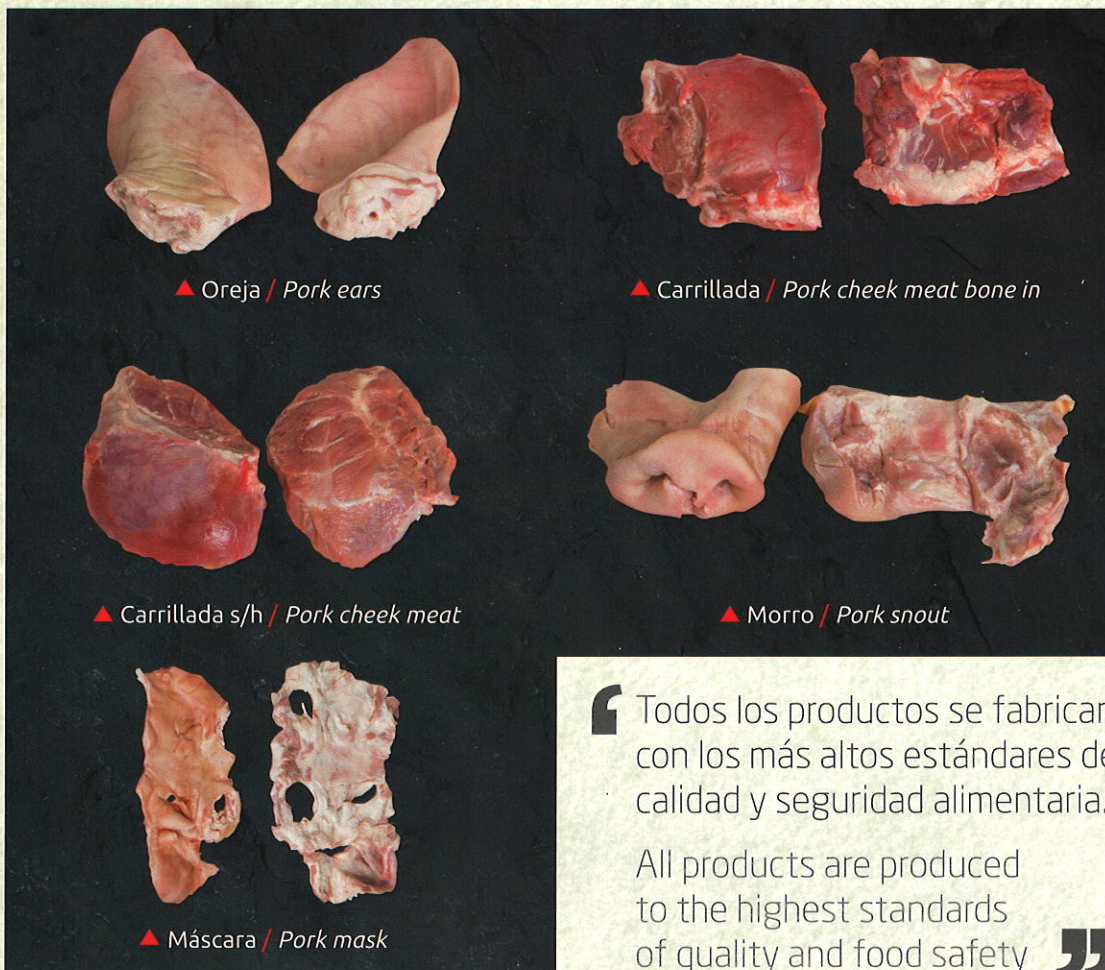 ▲ Oreja / Pork ears
▲ Carrillada / Pork cheek meat bone in
▲ Carrillada s/h / Pork cheek meat
▲ Morro / Pork snout
▲ Máscara / Pork mask
‘ Todos los productos se fabrican
con los más altos estándares de
calidad y seguridad alimentaria.
All products are produced
to the highest standards
of quality and food safety ”